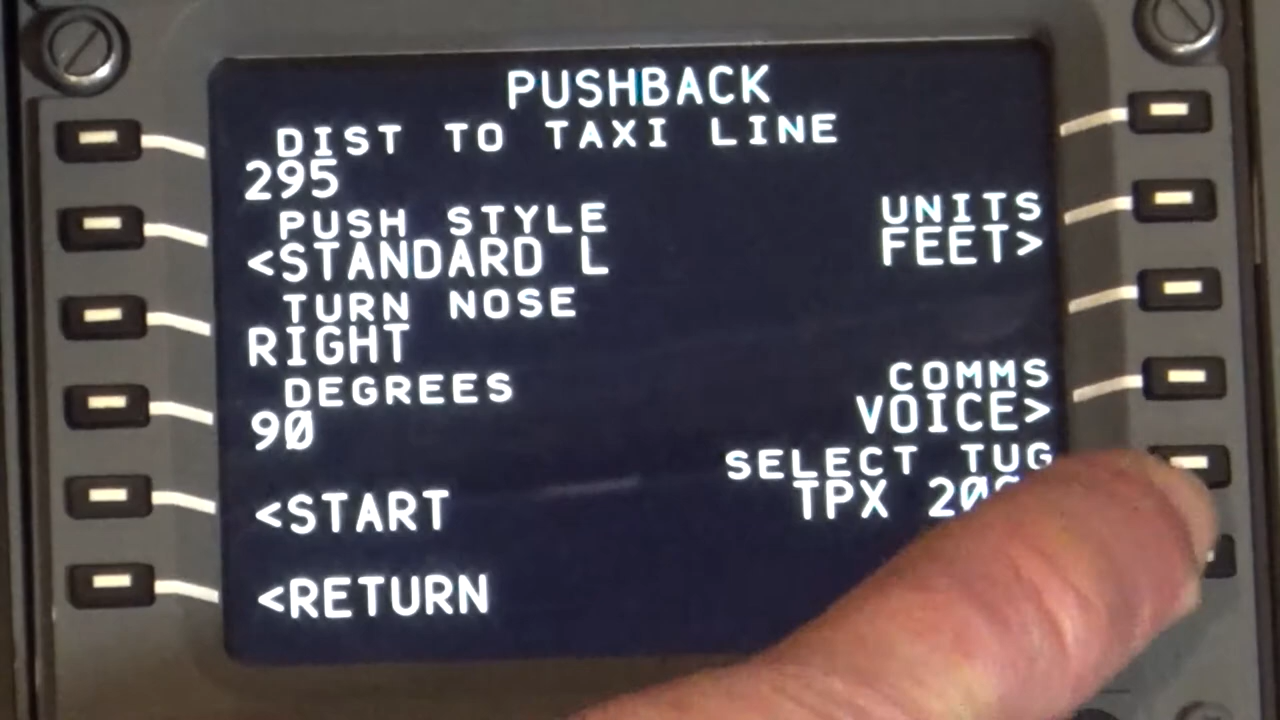 PUSHBACK
DIST TO TAXI LINE
295
PUSH STYLE
<STANDARD L
UNITS
FEET>
TURN NOSE
RIGHT
DEGREES
90
COMMS
VOICE>
SELECT TUG
TPX
<START
<RETURN